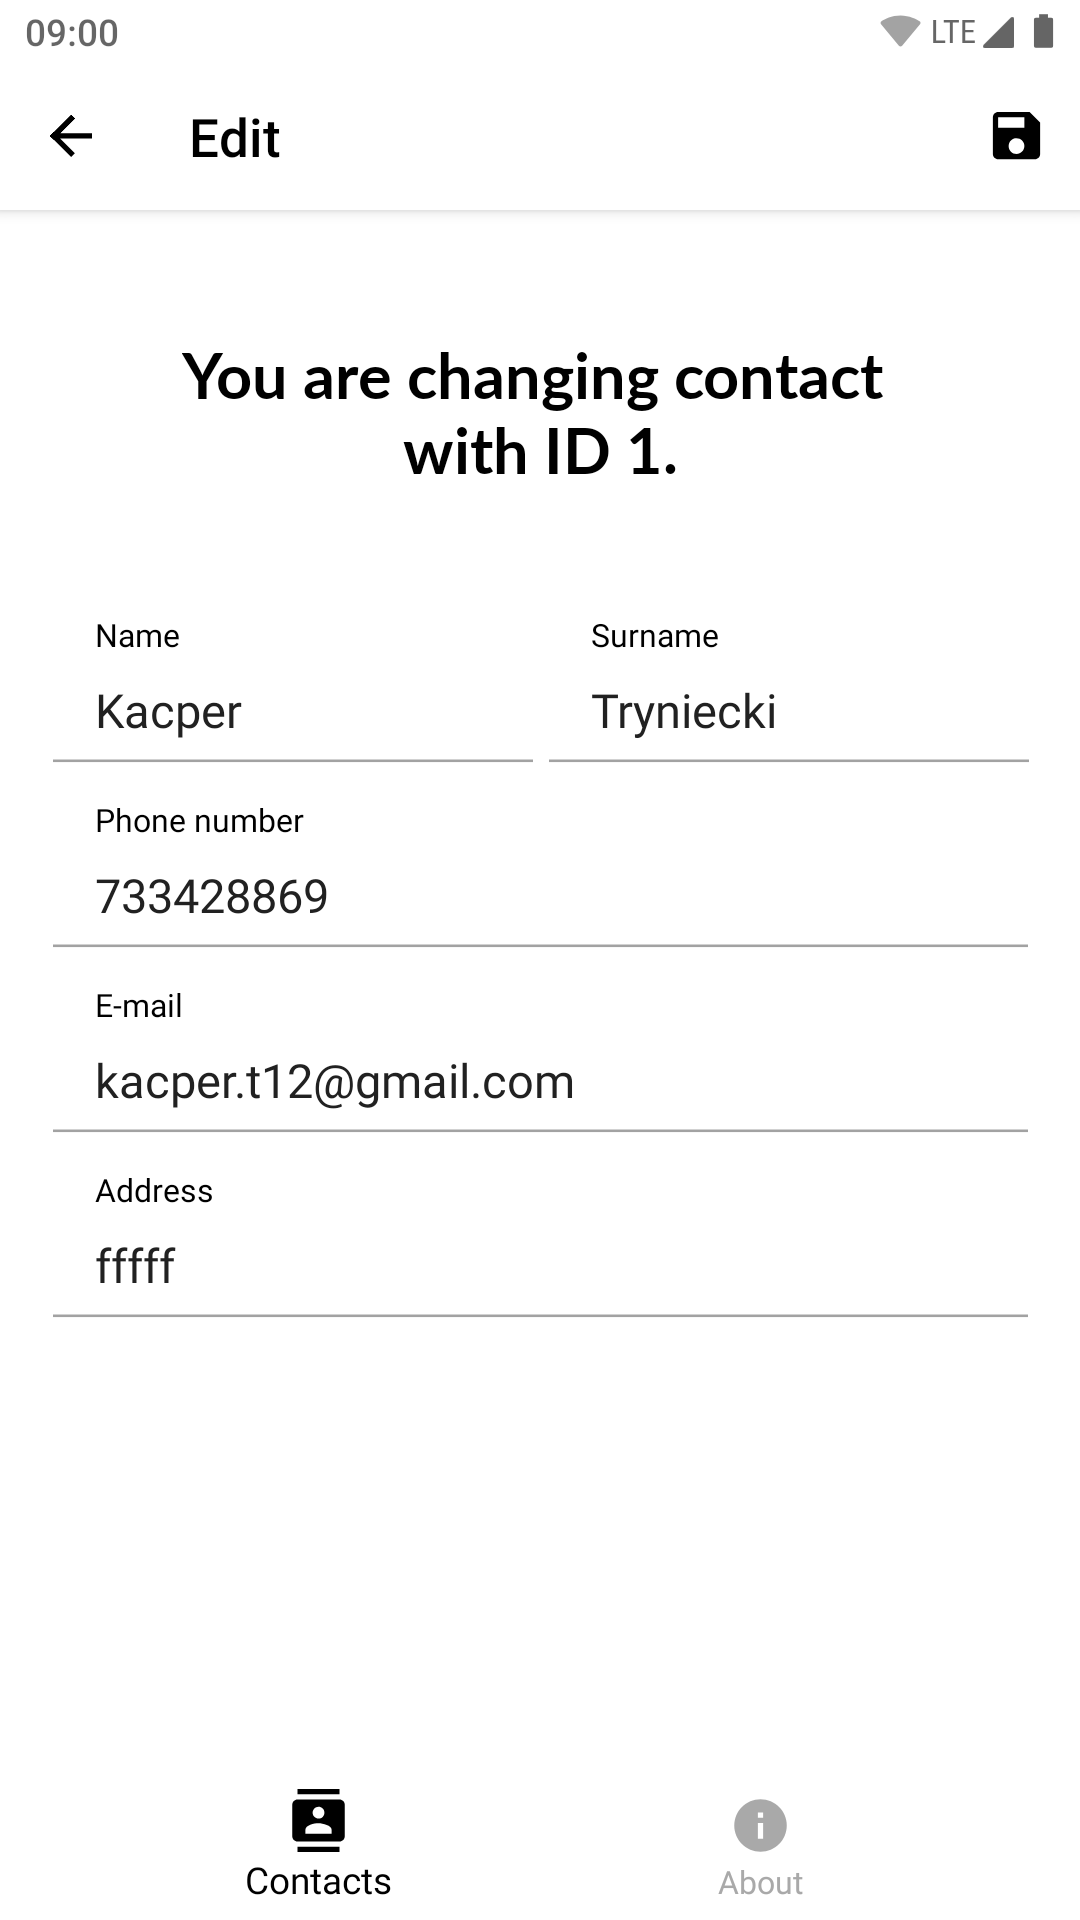 09:00 LTE
Edit
You are changing contact
with ID 1.
Name Surname
Kacper Tryniecki
Phone number
733428869
E-mail
kacper.t12@gmail.com
Address
fffff
Contacts About